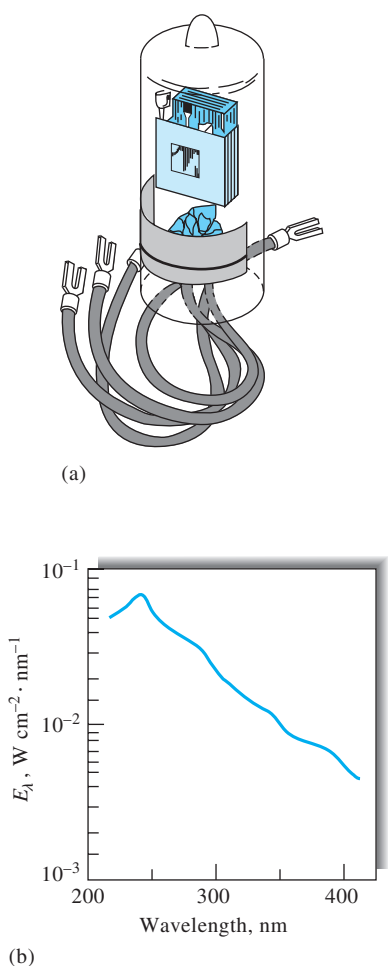 (a)
10⁻¹
10⁻²
10⁻³
E_λ, W cm⁻² · nm⁻¹
200 300 400
Wavelength, nm
(b)